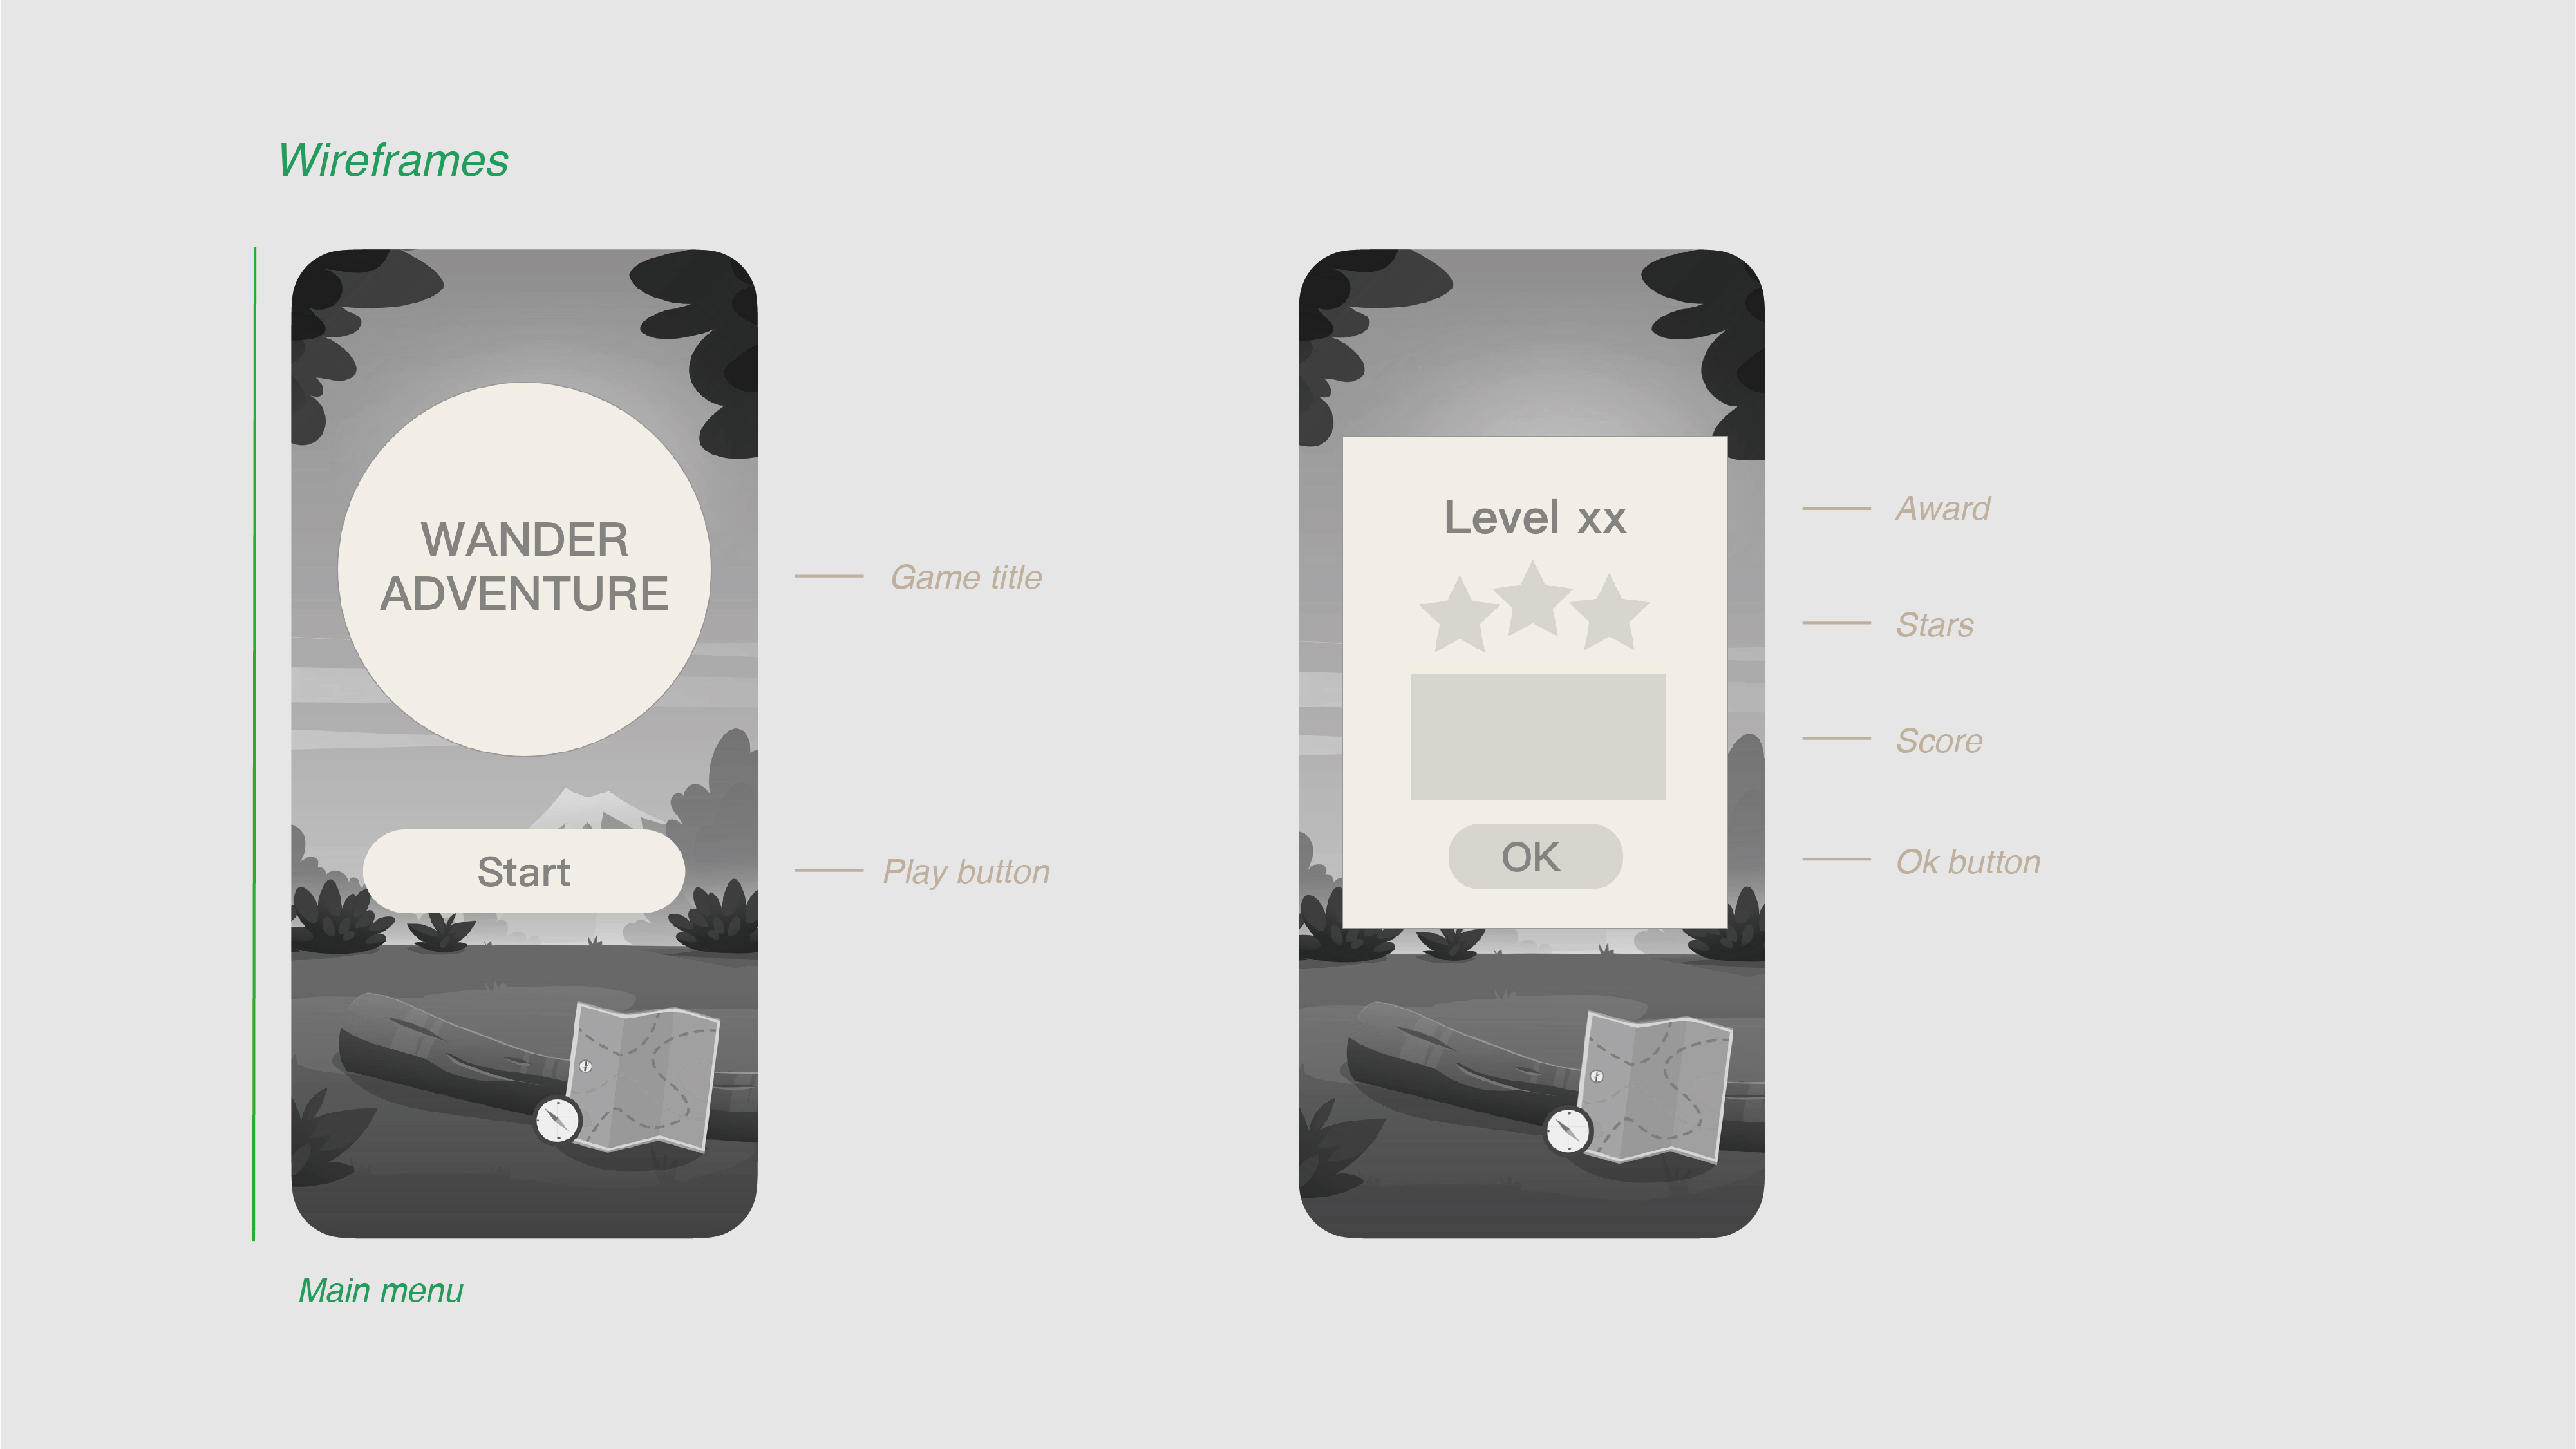 Wireframes
WANDER
ADVENTURE
Start
Game title
Play button
Main menu
Level xx
OK
Award
Stars
Score
Ok button